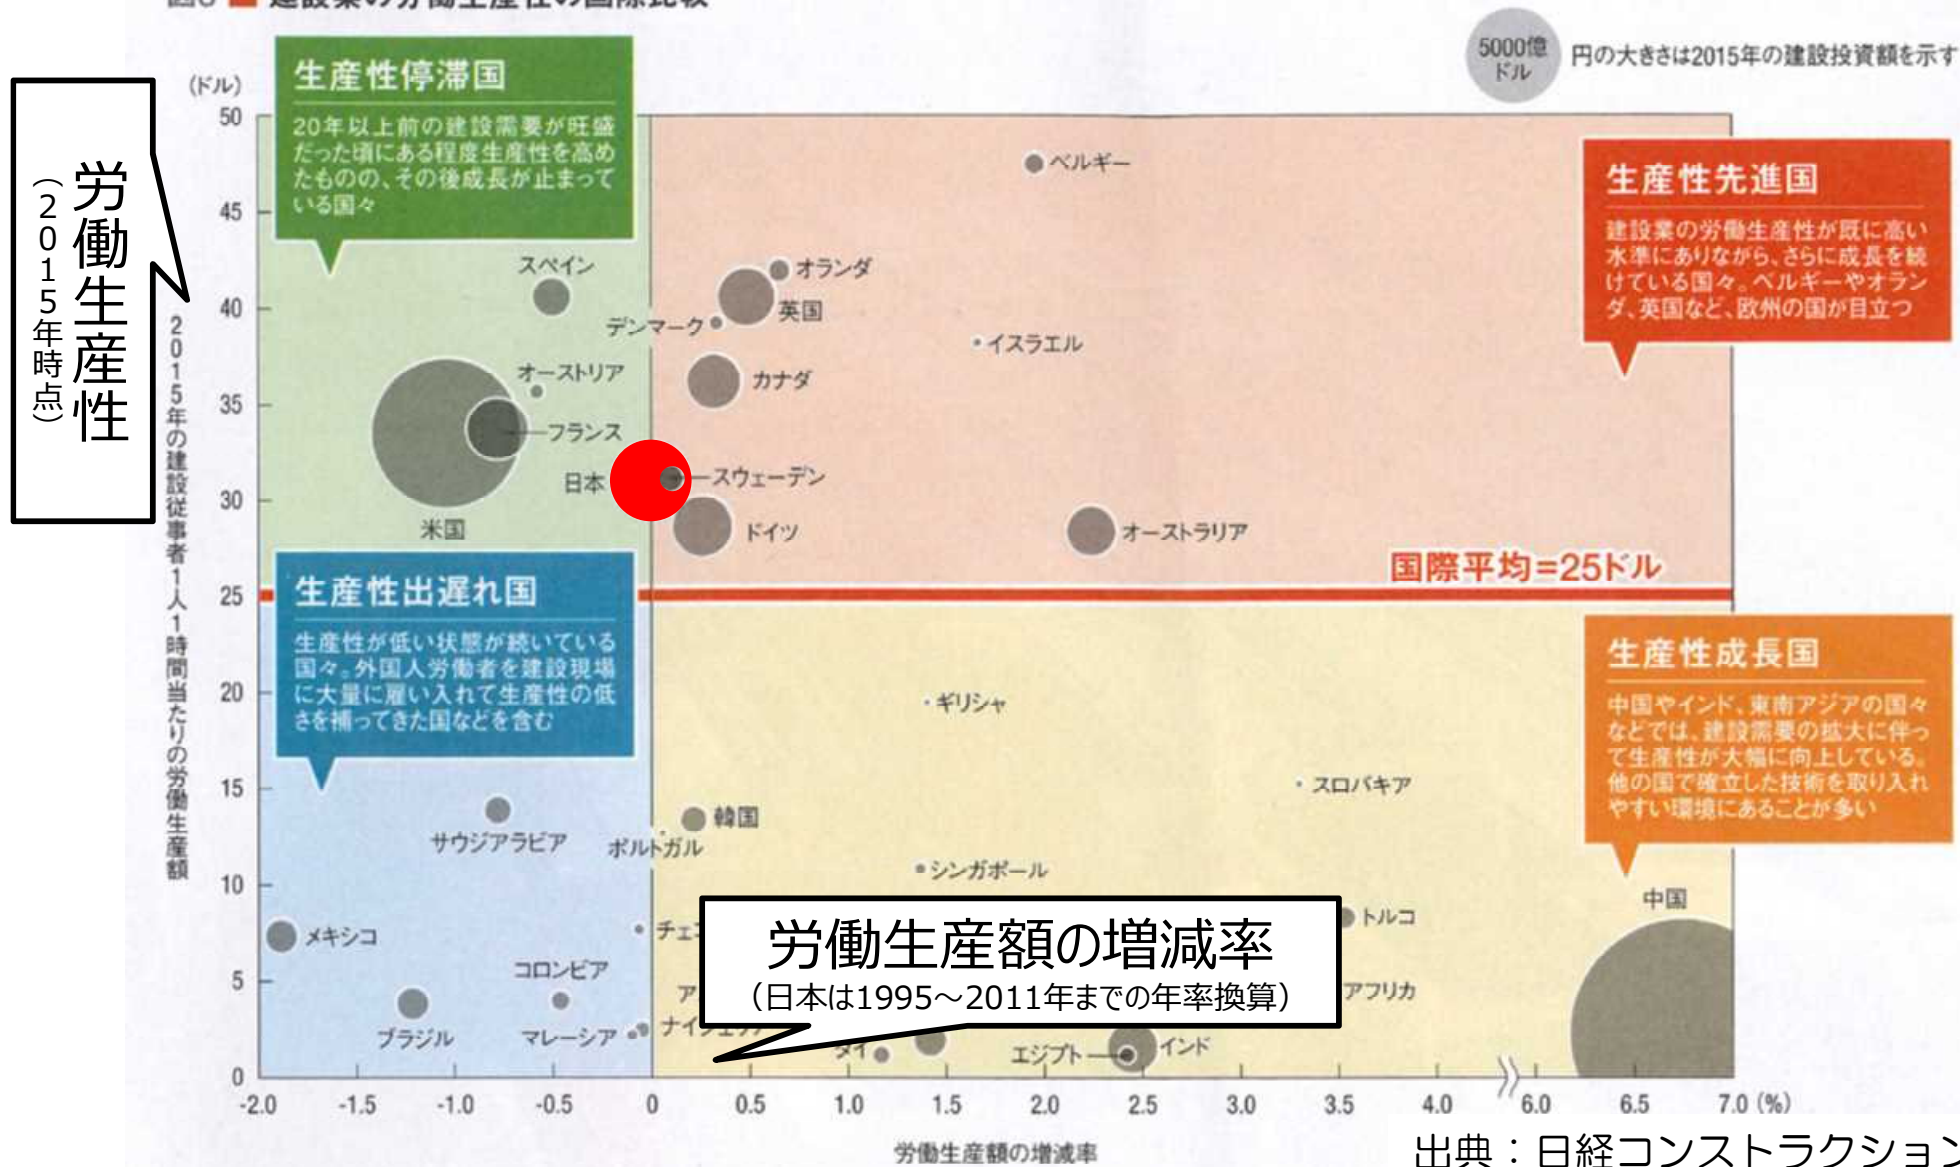 5000億
ドル
円の大きさは2015年の建設投資額を示す
労働生産性
（2015年時点）
(ドル)
2015年の建設従事者1人1時間当たりの労働生産額
50
45
40
35
30
25
20
15
10
5
0
生産性停滞国
20年以上前の建設需要が旺盛
だった頃にある程度生産性を高め
たものの、その後成長が止まって
いる国々
生産性先進国
建設業の労働生産性が既に高い
水準にありながら、さらに成長を続
けている国々。ベルギーやオラン
ダ、英国など、欧州の国が目立つ
ベルギー
スペイン
オランダ
英国
デンマーク
イスラエル
オーストリア
カナダ
フランス
日本
スウェーデン
米国
ドイツ
オーストラリア
国際平均=25ドル
生産性出遅れ国
生産性が低い状態が続いている
国々。外国人労働者を建設現場
に大量に雇い入れて生産性の低
さを補ってきた国などを含む
生産性成長国
中国やインド、東南アジアの国々
などでは、建設需要の拡大に伴っ
て生産性が大幅に向上している。
他の国で確立した技術を取り入れ
やすい環境にあることが多い
ギリシャ
スロバキア
サウジアラビア
ポルトガル
韓国
シンガポール
中国
メキシコ
トルコ
労働生産額の増減率
（日本は1995～2011年までの年率換算）
コロンビア
アフリカ
ブラジル
マレーシア
タイ
エジプト
インド
-2.0 -1.5 -1.0 -0.5 0 0.5 1.0 1.5 2.0 2.5 3.0 3.5 4.0 6.0 6.5 7.0 (%)
労働生産額の増減率
出典：日経コンストラクション